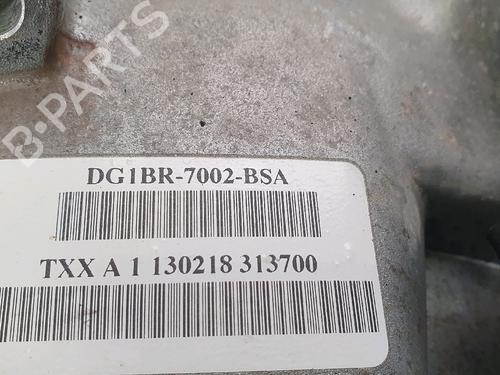 B-PARTS
DG1BR-7002-BSA
TXX A 1 130218 313700